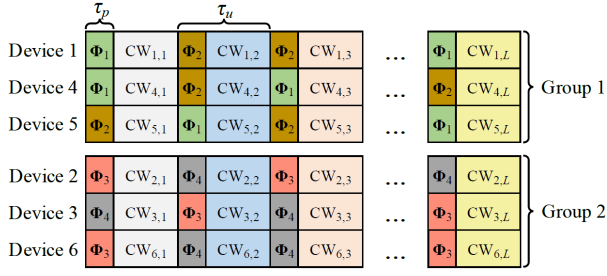 τp τu
Device 1 Φ1 CW1,1 Φ2 CW1,2 Φ2 CW1,3 ... Φ1 CW1,L
Device 4 Φ1 CW4,1 Φ2 CW4,2 Φ1 CW4,3 ... Φ2 CW4,L Group 1
Device 5 Φ2 CW5,1 Φ1 CW5,2 Φ2 CW5,3 Φ1 CW5,L
Device 2 Φ3 CW2,1 Φ4 CW2,2 Φ3 CW2,3 Φ4 CW2,L
Device 3 Φ4 CW3,1 Φ3 CW3,2 Φ4 CW3,3 ... Φ3 CW3,L Group 2
Device 6 Φ3 CW6,1 Φ4 CW6,2 Φ4 CW6,3 Φ3 CW6,L